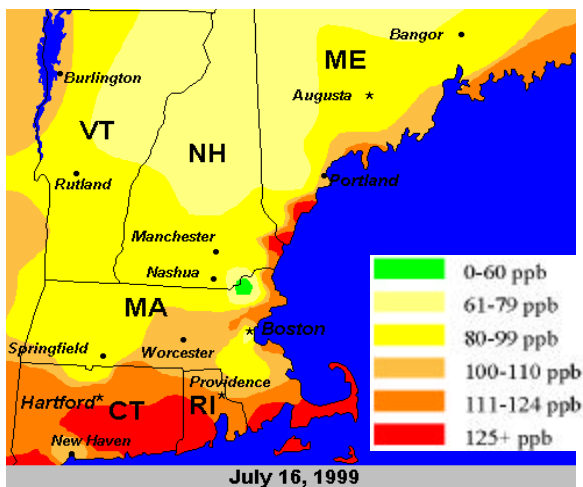 Bangor
ME
Burlington
Augusta
VT
NH
Rutland
Portland
Manchester
Nashua
0-60 ppb
61-79 ppb
80-99 ppb
100-110 ppb
111-124 ppb
125+ ppb
MA
Boston
Springfield
Worcester
Providence
Hartford
CT
RI
New Haven
July 16, 1999